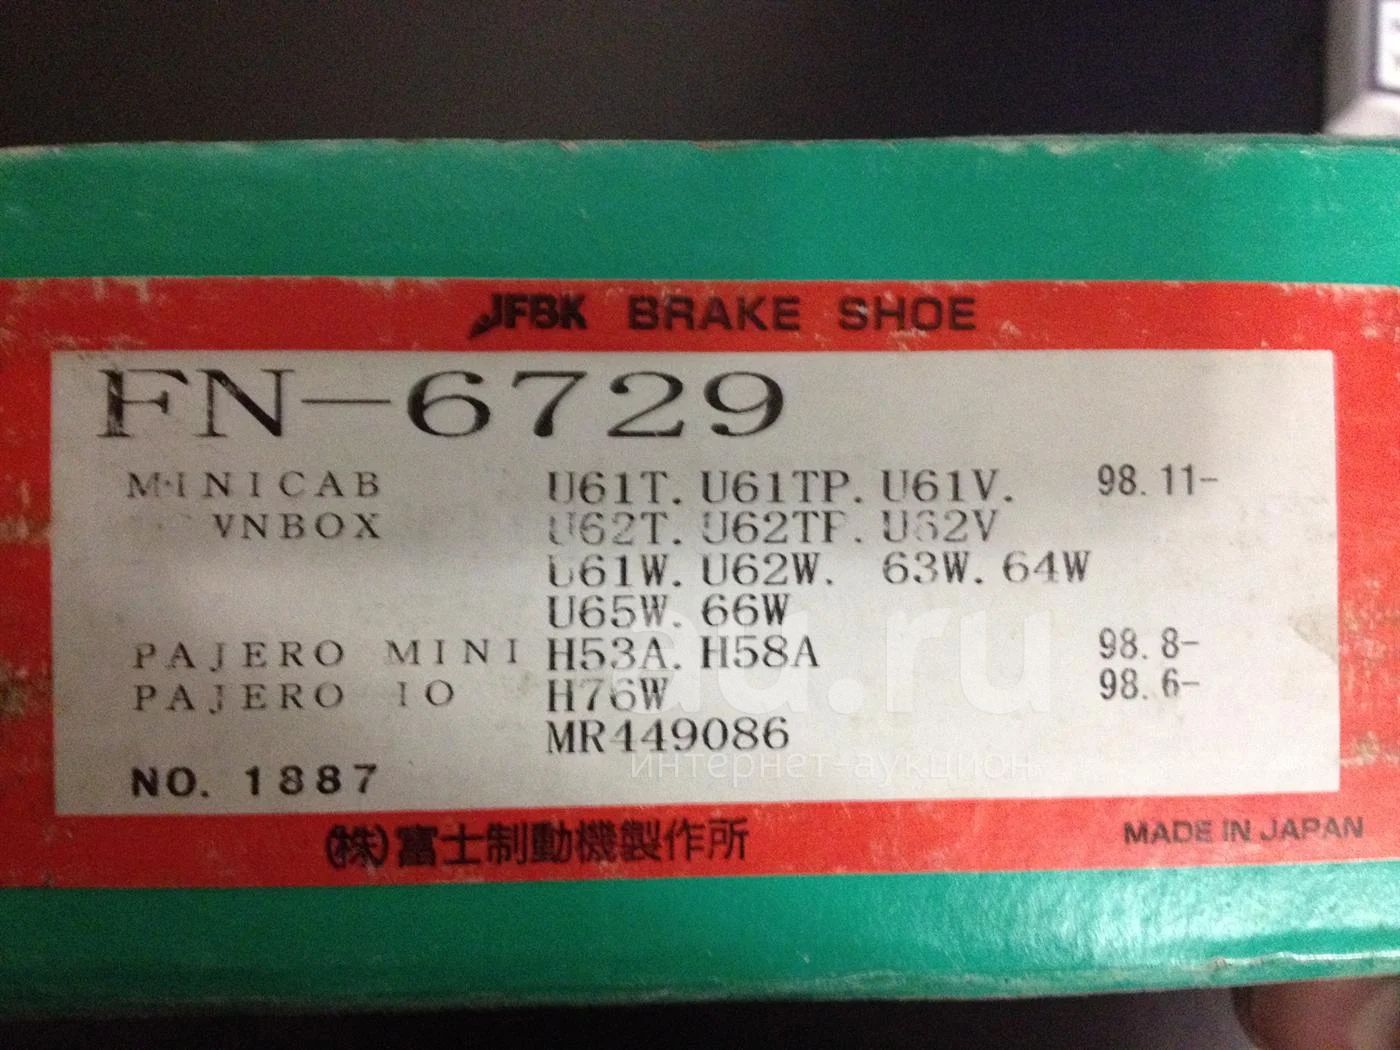 JFBK BRAKE SHOE
FN-6729
MINICAB U61T. U61TP. U61V. 98.11-
VNBOX U62T. U62TP. U62V
U61W. U62W. 63W. 64W
U65W. 66W
PAJERO MINI H53A. H58A 98.8-
PAJERO IO H76W 98.6-
MR449086
NO. 1887
(株)富士制動機製作所
MADE IN JAPAN
au.ru
интернет-аукцион